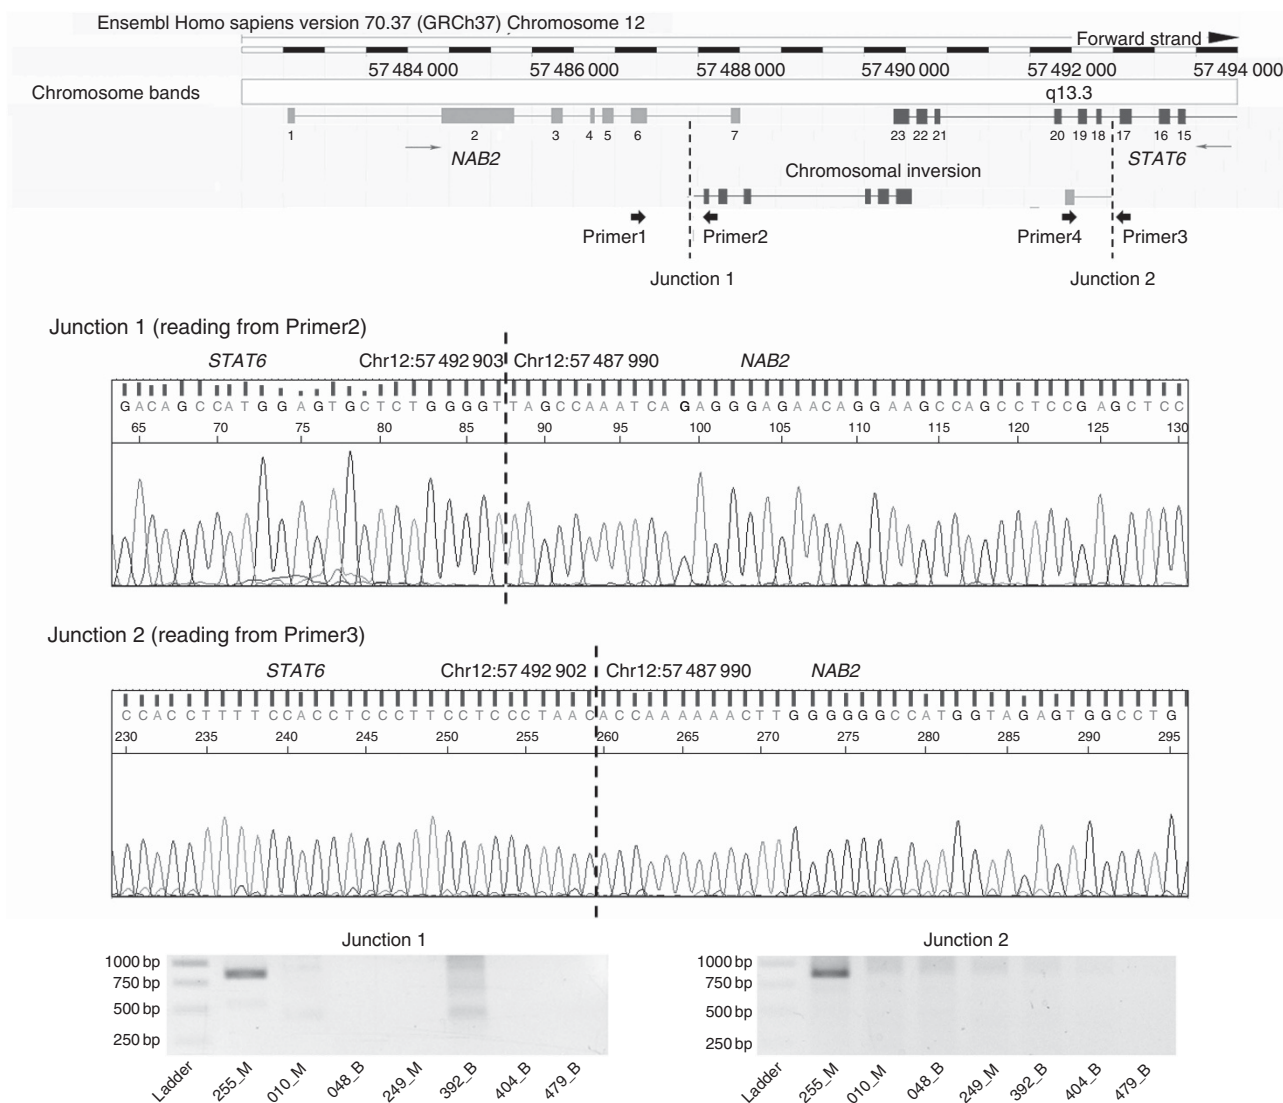 Ensembl Homo sapiens version 70.37 (GRCh37) Chromosome 12
Forward strand
57 484 000 57 486 000 57 488 000 57 490 000 57 492 000 57 494 000
Chromosome bands q13.3
1 2 3 4 5 6 7 23 22 21 20 19 18 17 16 15
NAB2 STAT6
Chromosomal inversion
Primer1 Primer2 Primer4 Primer3
Junction 1 Junction 2
Junction 1 (reading from Primer2)
STAT6 Chr12:57 492 903 Chr12:57 487 990 NAB2
GACAGCCATGGAGTGCTCTGGGGTTAGCCAAATCAGAGGGAGAACAGGAAGCCAGCCTCCGAGCTCC
65 70 75 80 85 90 95 100 105 110 115 120 125 130
Junction 2 (reading from Primer3)
STAT6 Chr12:57 492 902 Chr12:57 487 990 NAB2
CCACCTTTTCCACCTCCCTTCCTCCCTAACACCAAAAAACTTGGGGGGCCATGGTAGAGTGGCCTG
230 235 240 245 250 255 260 265 270 275 280 285 290 295
Junction 1 Junction 2
1000 bp 1000 bp
750 bp 750 bp
500 bp 500 bp
250 bp 250 bp
Ladder 255_M 010_M 048_B 249_M 392_B 404_B 479_B Ladder 255_M 010_M 048_B 249_M 392_B 404_B 479_B